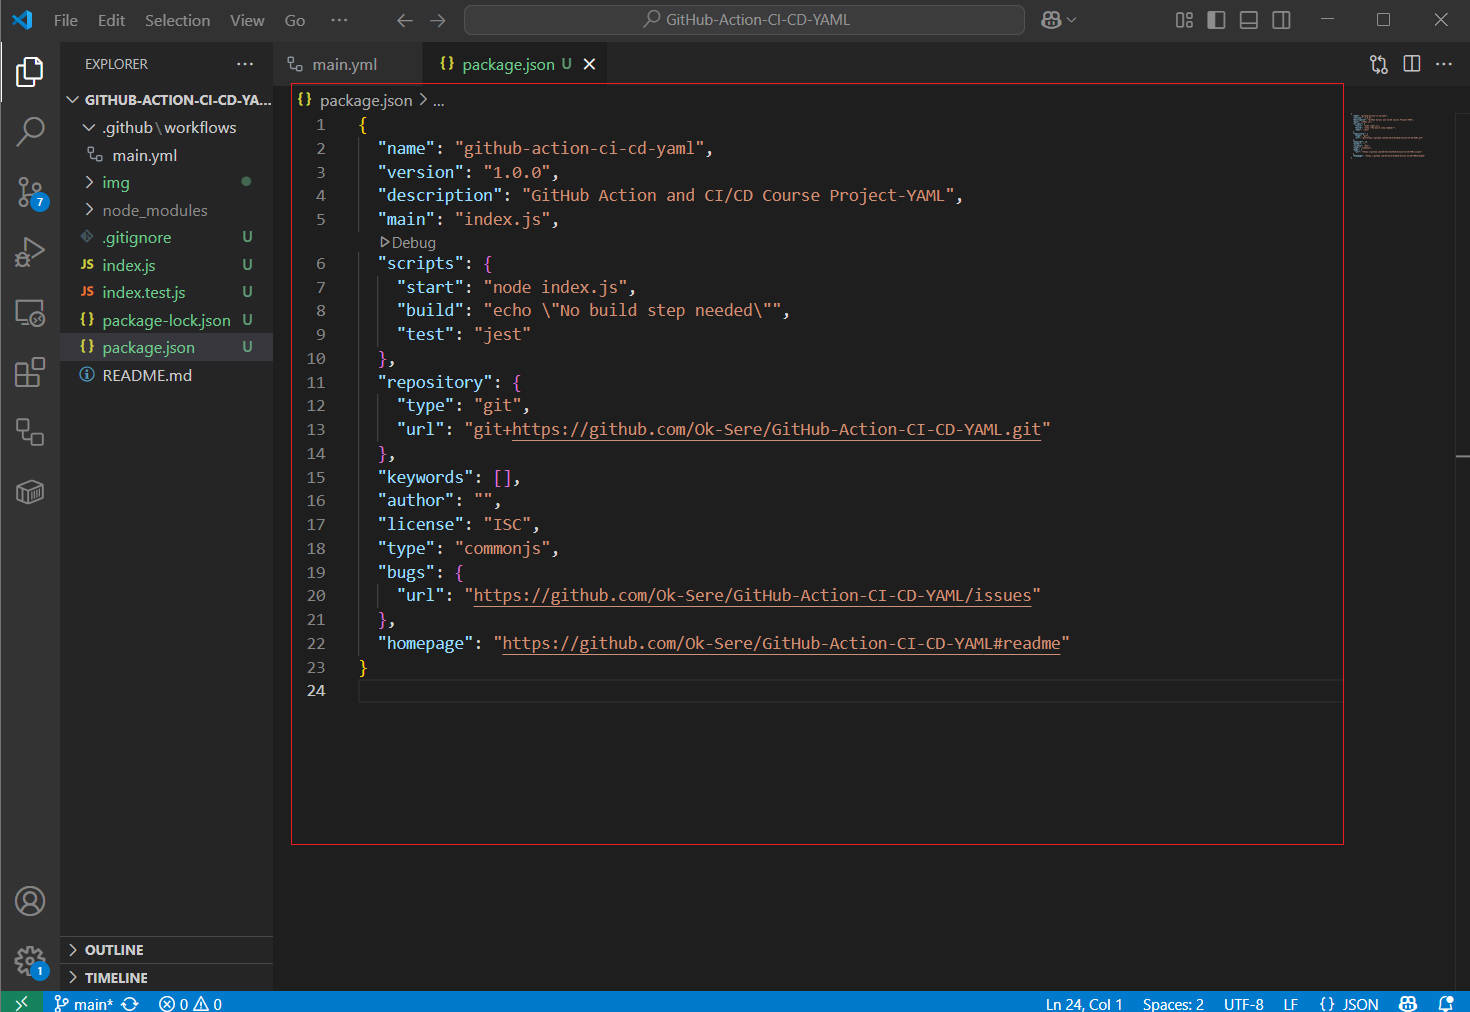 File Edit Selection View Go ··· GitHub-Action-CI-CD-YAML
EXPLORER ···
GITHUB-ACTION-CI-CD-YA...
.github\workflows
main.yml
img
node_modules
.gitignore U
index.js U
index.test.js U
package-lock.json U
package.json U
README.md
OUTLINE
TIMELINE
7
1
main.yml package.json U
package.json > ...
1 {
2 "name": "github-action-ci-cd-yaml",
3 "version": "1.0.0",
4 "description": "GitHub Action and CI/CD Course Project-YAML",
5 "main": "index.js",
Debug
6 "scripts": {
7 "start": "node index.js",
8 "build": "echo \"No build step needed\"",
9 "test": "jest"
10 },
11 "repository": {
12 "type": "git",
13 "url": "git+https://github.com/Ok-Sere/GitHub-Action-CI-CD-YAML.git"
14 },
15 "keywords": [],
16 "author": "",
17 "license": "ISC",
18 "type": "commonjs",
19 "bugs": {
20 "url": "https://github.com/Ok-Sere/GitHub-Action-CI-CD-YAML/issues"
21 },
22 "homepage": "https://github.com/Ok-Sere/GitHub-Action-CI-CD-YAML#readme"
23 }
24
main* 0 0 Ln 24, Col 1 Spaces: 2 UTF-8 LF {} JSON